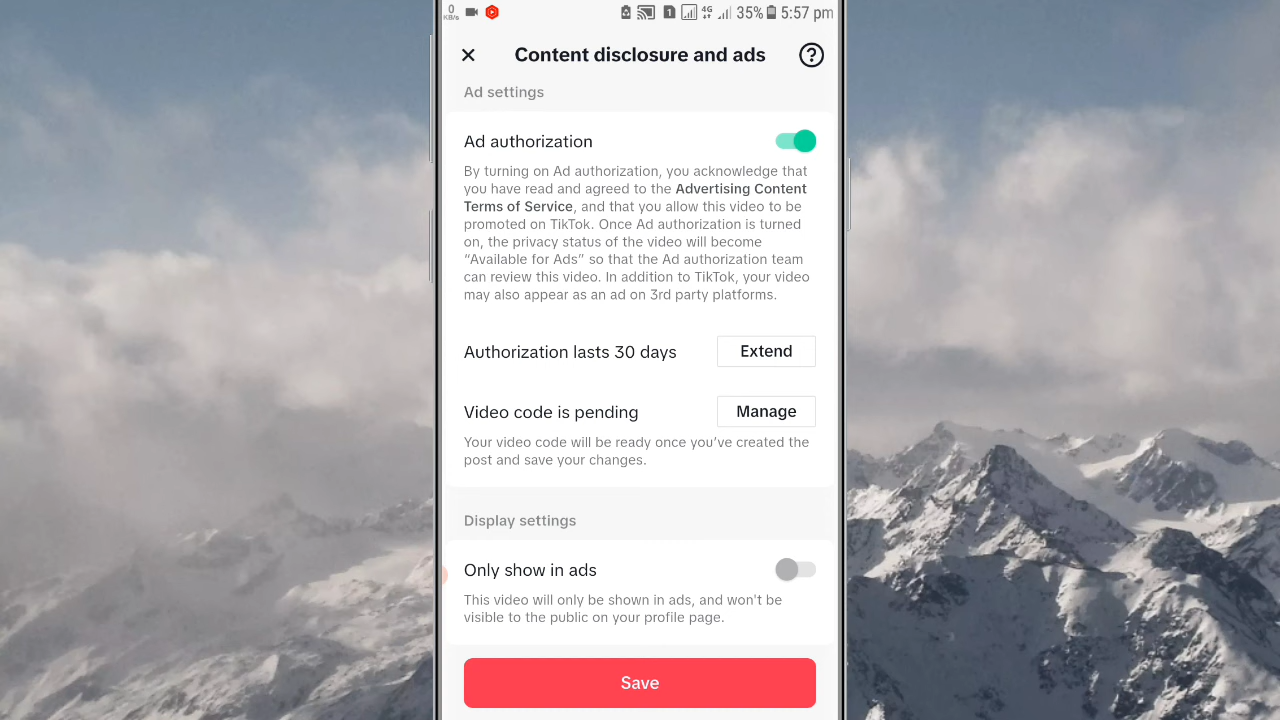 0
KB/s
1
4G
35%
5:57 pm
Content disclosure and ads
Ad settings
Ad authorization
By turning on Ad authorization, you acknowledge that
you have read and agreed to the Advertising Content
Terms of Service, and that you allow this video to be
promoted on TikTok. Once Ad authorization is turned
on, the privacy status of the video will become
“Available for Ads” so that the Ad authorization team
can review this video. In addition to TikTok, your video
may also appear as an ad on 3rd party platforms.
Authorization lasts 30 days
Extend
Video code is pending
Manage
Your video code will be ready once you’ve created the
post and save your changes.
Display settings
Only show in ads
This video will only be shown in ads, and won't be
visible to the public on your profile page.
Save